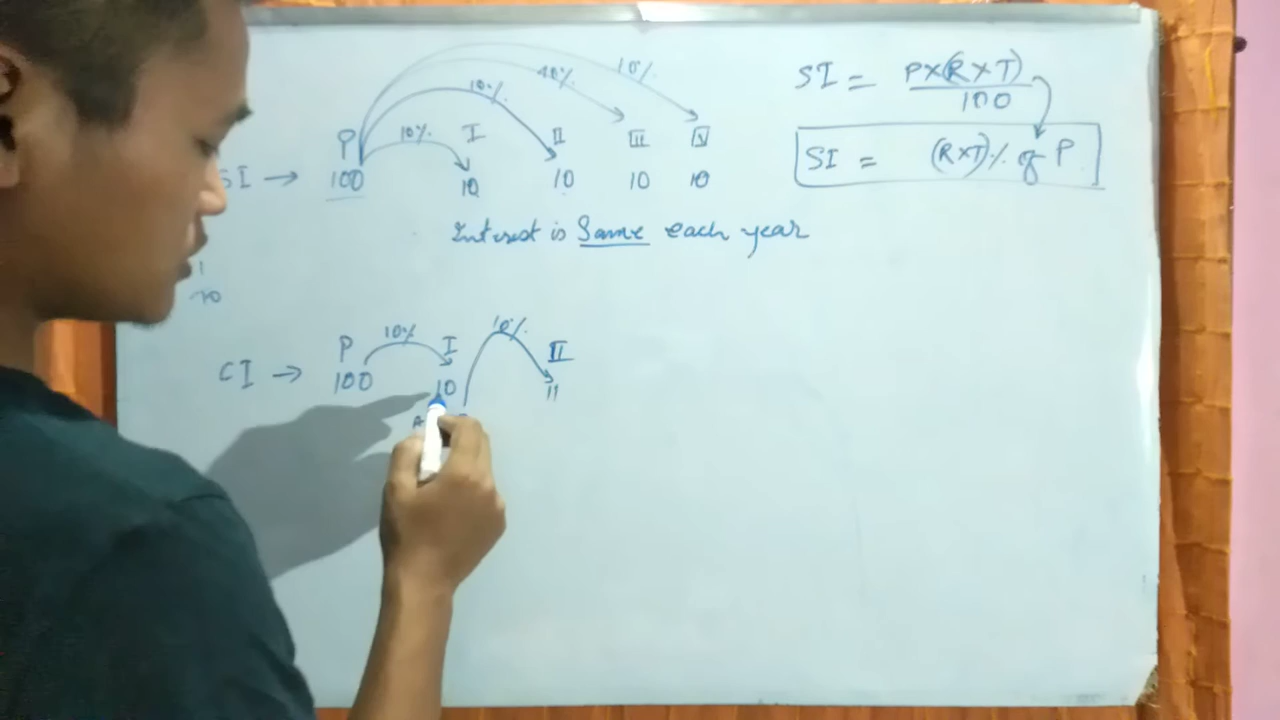 10% 10%
10%
SI = P×(R×T)
100
P 10% I II III IV
SI → 100 10 10 10 10
SI = (R×T)% of P
Interest is Same each year
10
P 10% I 10% II
CI → 100 10 11
A